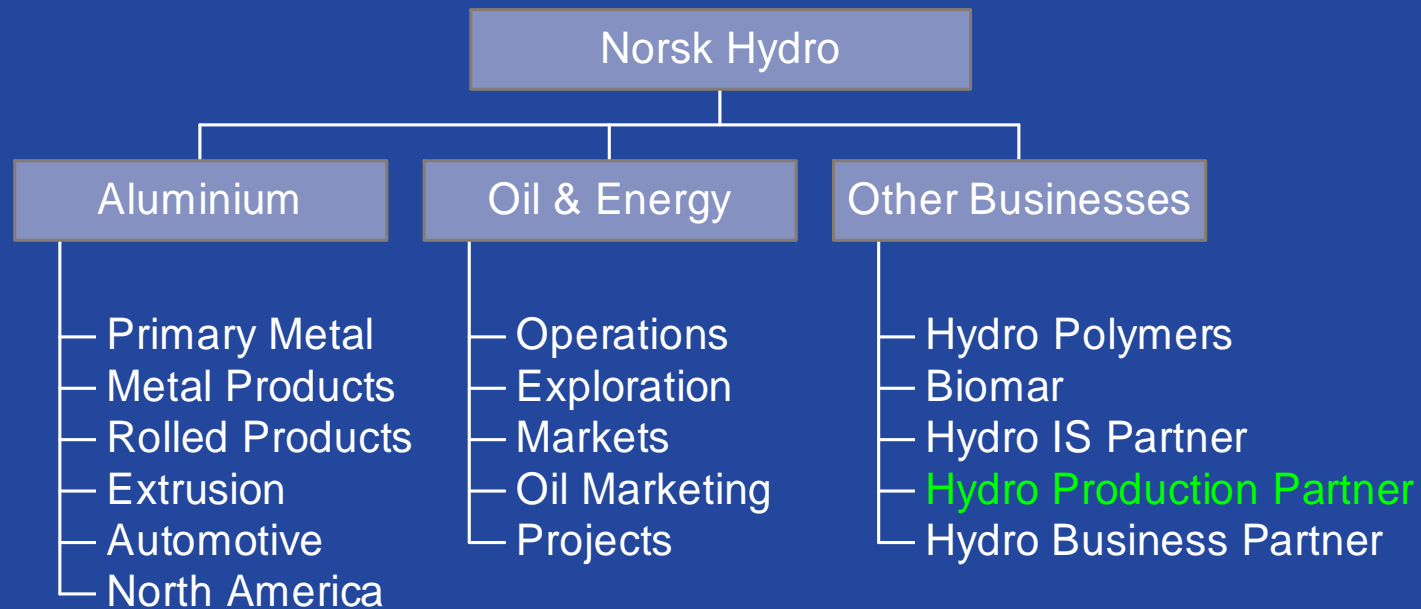 Norsk Hydro
Aluminium
Oil & Energy
Other Businesses
Primary Metal
Metal Products
Rolled Products
Extrusion
Automotive
North America
Operations
Exploration
Markets
Oil Marketing
Projects
Hydro Polymers
Biomar
Hydro IS Partner
Hydro Production Partner
Hydro Business Partner